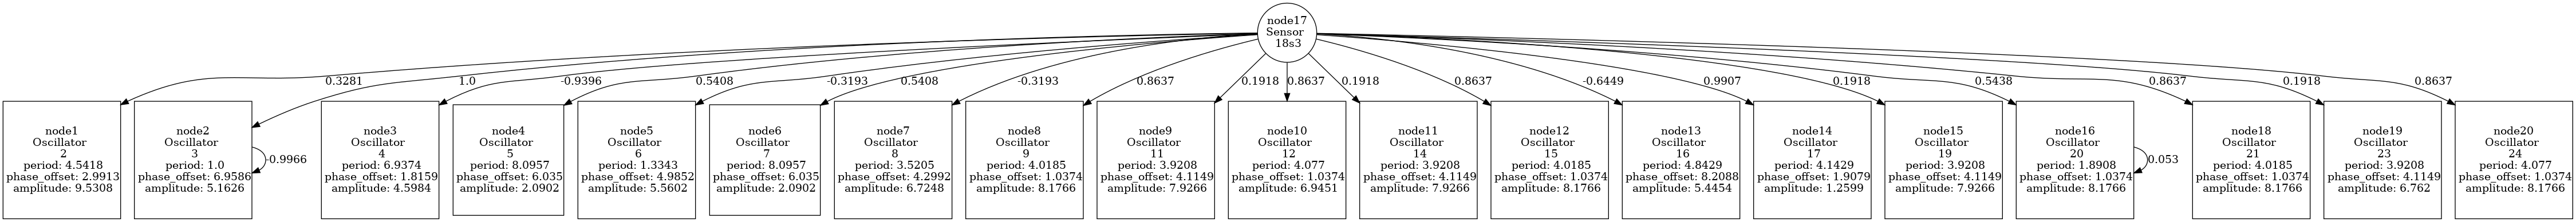 node17
Sensor
18s3
0.3281
1.0
-0.9396
0.5408
-0.3193
0.5408
-0.3193
0.8637
0.1918
0.8637
0.1918
0.8637
-0.6449
0.9907
0.1918
0.5438
0.8637
0.1918
0.8637
node1
Oscillator
2
period: 4.5418
phase_offset: 2.9913
amplitude: 9.5308
node2
Oscillator
3
period: 1.0
phase_offset: 6.9586
amplitude: 5.1626
-0.9966
node3
Oscillator
4
period: 6.9374
phase_offset: 1.8159
amplitude: 4.5984
node4
Oscillator
5
period: 8.0957
phase_offset: 6.035
amplitude: 2.0902
node5
Oscillator
6
period: 1.3343
phase_offset: 4.9852
amplitude: 5.5602
node6
Oscillator
7
period: 8.0957
phase_offset: 6.035
amplitude: 2.0902
node7
Oscillator
8
period: 3.5205
phase_offset: 4.2992
amplitude: 6.7248
node8
Oscillator
9
period: 4.0185
phase_offset: 1.0374
amplitude: 8.1766
node9
Oscillator
11
period: 3.9208
phase_offset: 4.1149
amplitude: 7.9266
node10
Oscillator
12
period: 4.077
phase_offset: 1.0374
amplitude: 6.9451
node11
Oscillator
14
period: 3.9208
phase_offset: 4.1149
amplitude: 7.9266
node12
Oscillator
15
period: 4.0185
phase_offset: 1.0374
amplitude: 8.1766
node13
Oscillator
16
period: 4.8429
phase_offset: 8.2088
amplitude: 5.4454
node14
Oscillator
17
period: 4.1429
phase_offset: 1.9079
amplitude: 1.2599
node15
Oscillator
19
period: 3.9208
phase_offset: 4.1149
amplitude: 7.9266
node16
Oscillator
20
period: 1.8908
phase_offset: 1.0374
amplitude: 8.1766
0.053
node18
Oscillator
21
period: 4.0185
phase_offset: 1.0374
amplitude: 8.1766
node19
Oscillator
23
period: 3.9208
phase_offset: 4.1149
amplitude: 6.762
node20
Oscillator
24
period: 4.077
phase_offset: 1.0374
amplitude: 8.1766